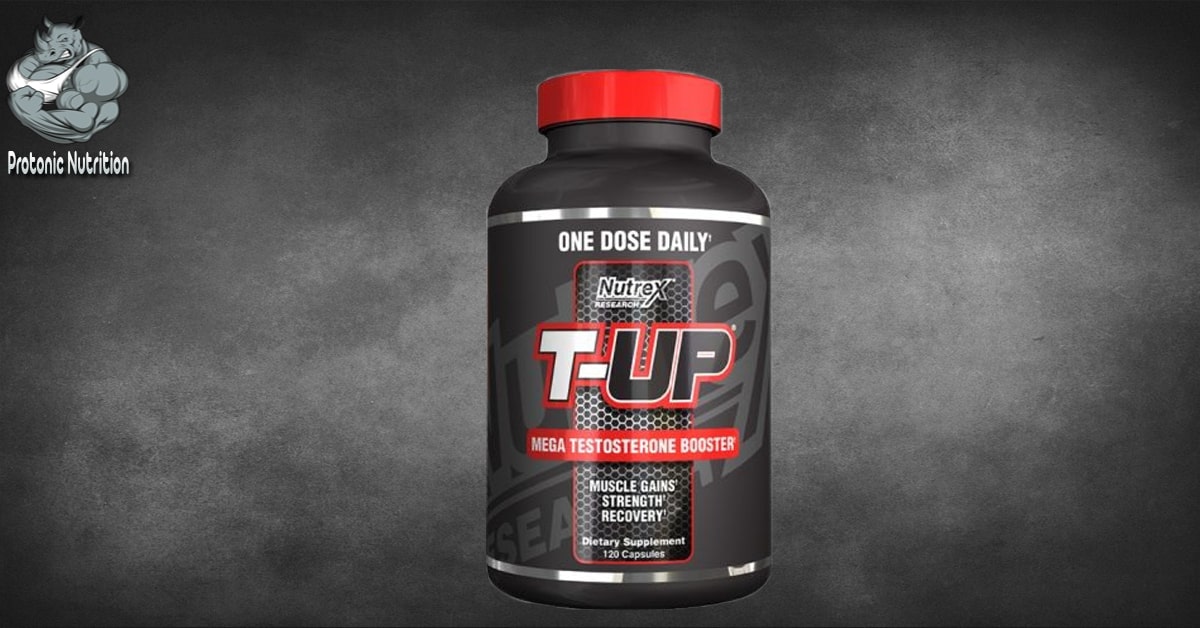 Protonic Nutrition
ONE DOSE DAILY†
Nutrex
RESEARCH
T-UP®
MEGA TESTOSTERONE BOOSTER†
MUSCLE GAINS†
STRENGTH†
RECOVERY†
Dietary Supplement
120 Capsules